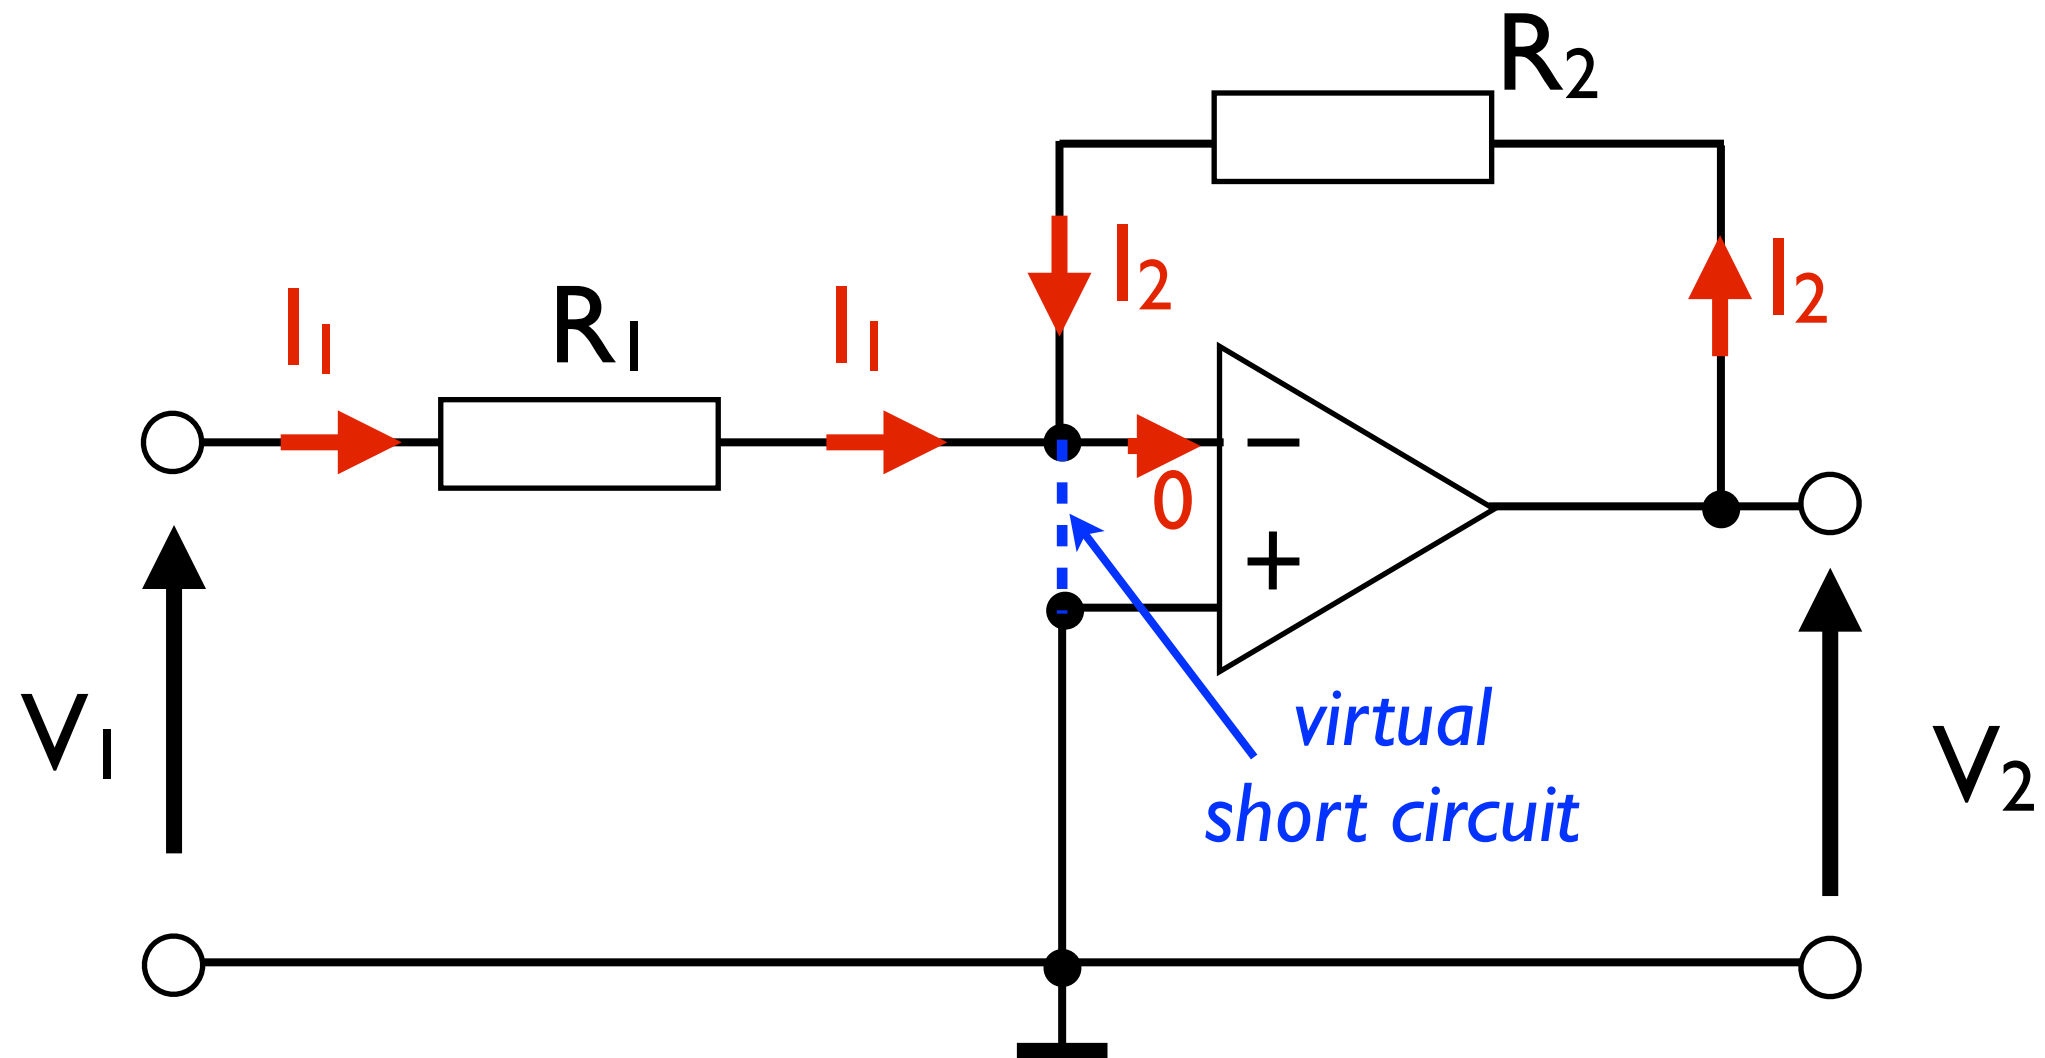 R2
I2
I2
I1
R1
I1
−
0
+
virtual
short circuit
V1
V2